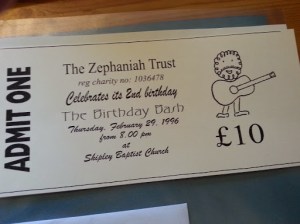 ADMIT ONE
The Zephaniah Trust
reg charity no: 1036478
Celebrates its 2nd birthday
The Birthday Bash
Thursday, February 29, 1996
from 8.00 pm
at
Shipley Baptist Church
£10